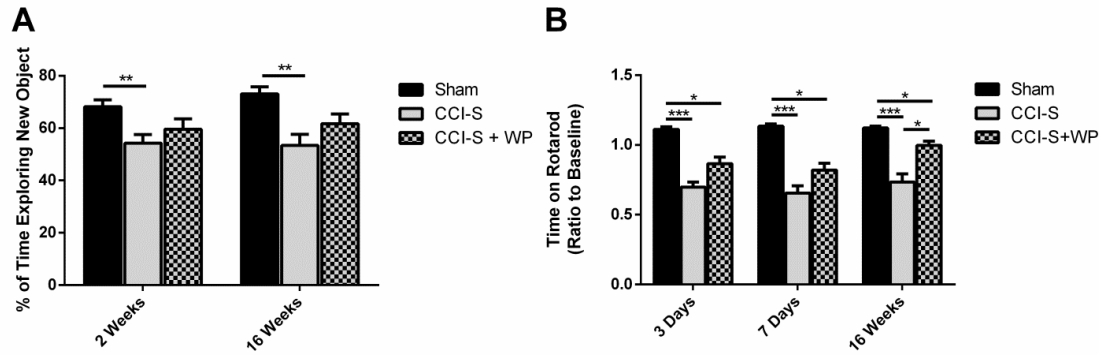 A
% of Time Exploring New Object
80
60
40
20
0
**
**
2 Weeks
16 Weeks
Sham
CCI-S
CCI-S + WP
B
Time on Rotarod
(Ratio to Baseline)
1.5
1.0
0.5
0.0
*
***
*
***
*
***
*
3 Days
7 Days
16 Weeks
Sham
CCI-S
CCI-S+WP